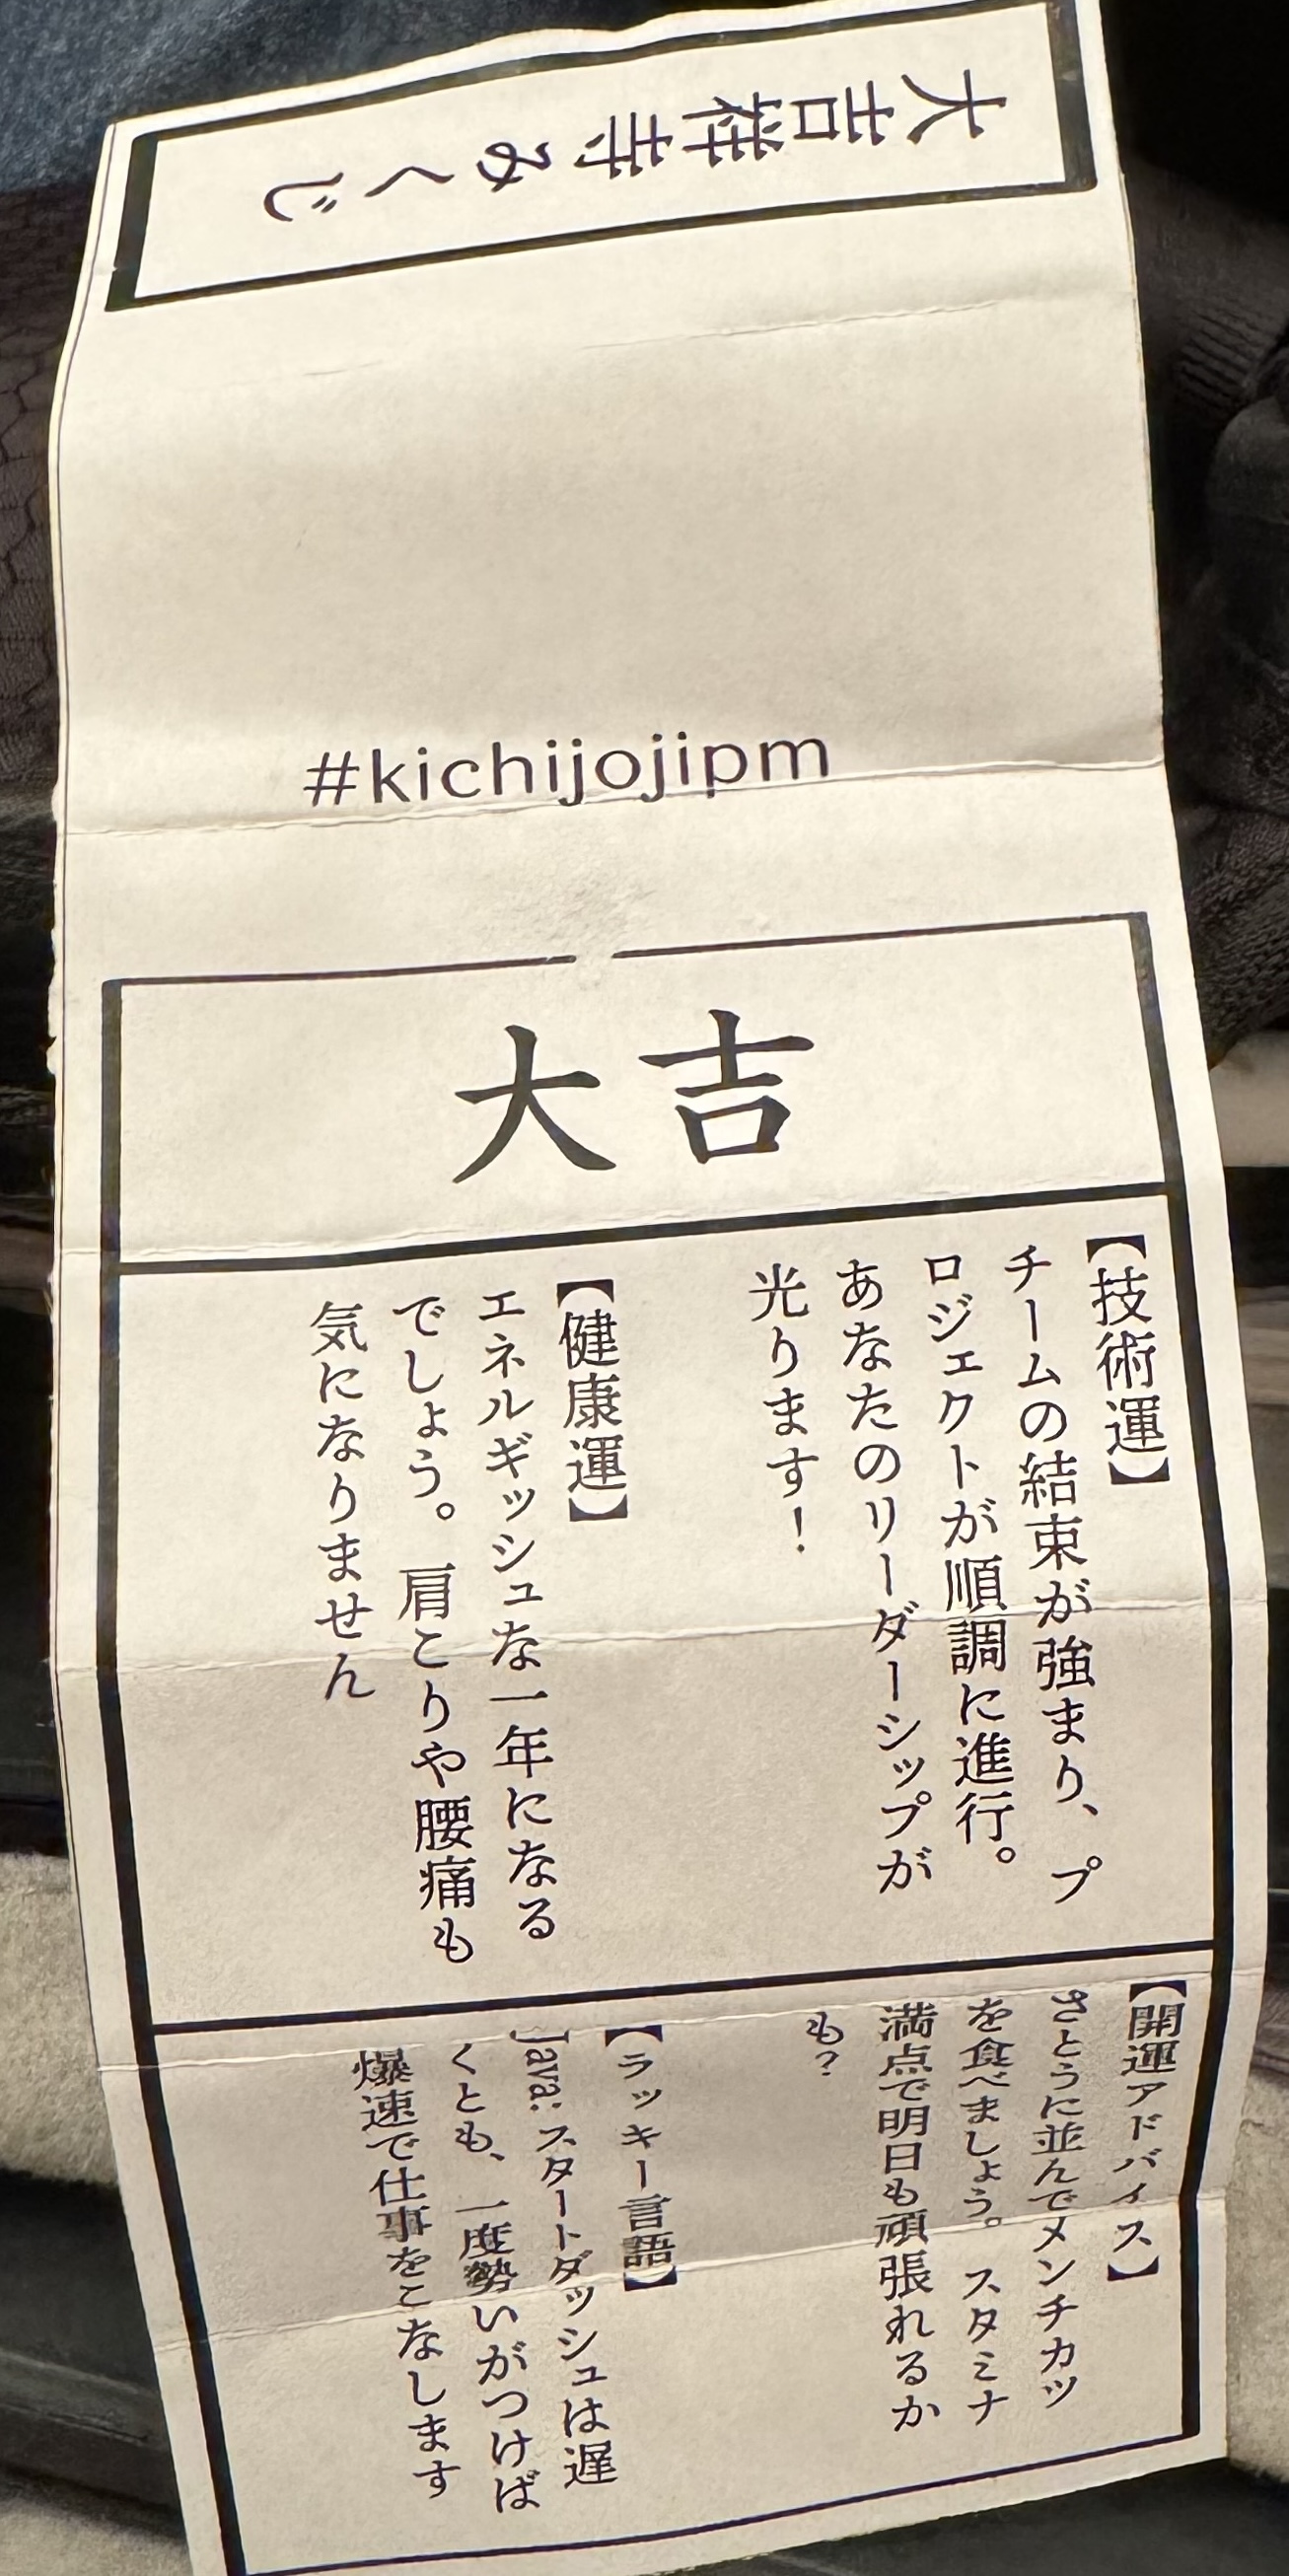 大吉祥寺みくじ
#kichijojipm
大吉
【技術運】
チームの結束が強まり、プ
ロジェクトが順調に進行。
あなたのリーダーシップが
光ります！
【健康運】
エネルギッシュな一年になる
でしょう。肩こりや腰痛も
気になりません
【開運アドバイス】
さとうに並んでメンチカツ
を食べましょう。スタミナ
満点で明日も頑張れるか
も？
【ラッキー言語】
Java: スタートダッシュは遅
くとも、一度勢いがつけば
爆速で仕事をこなします